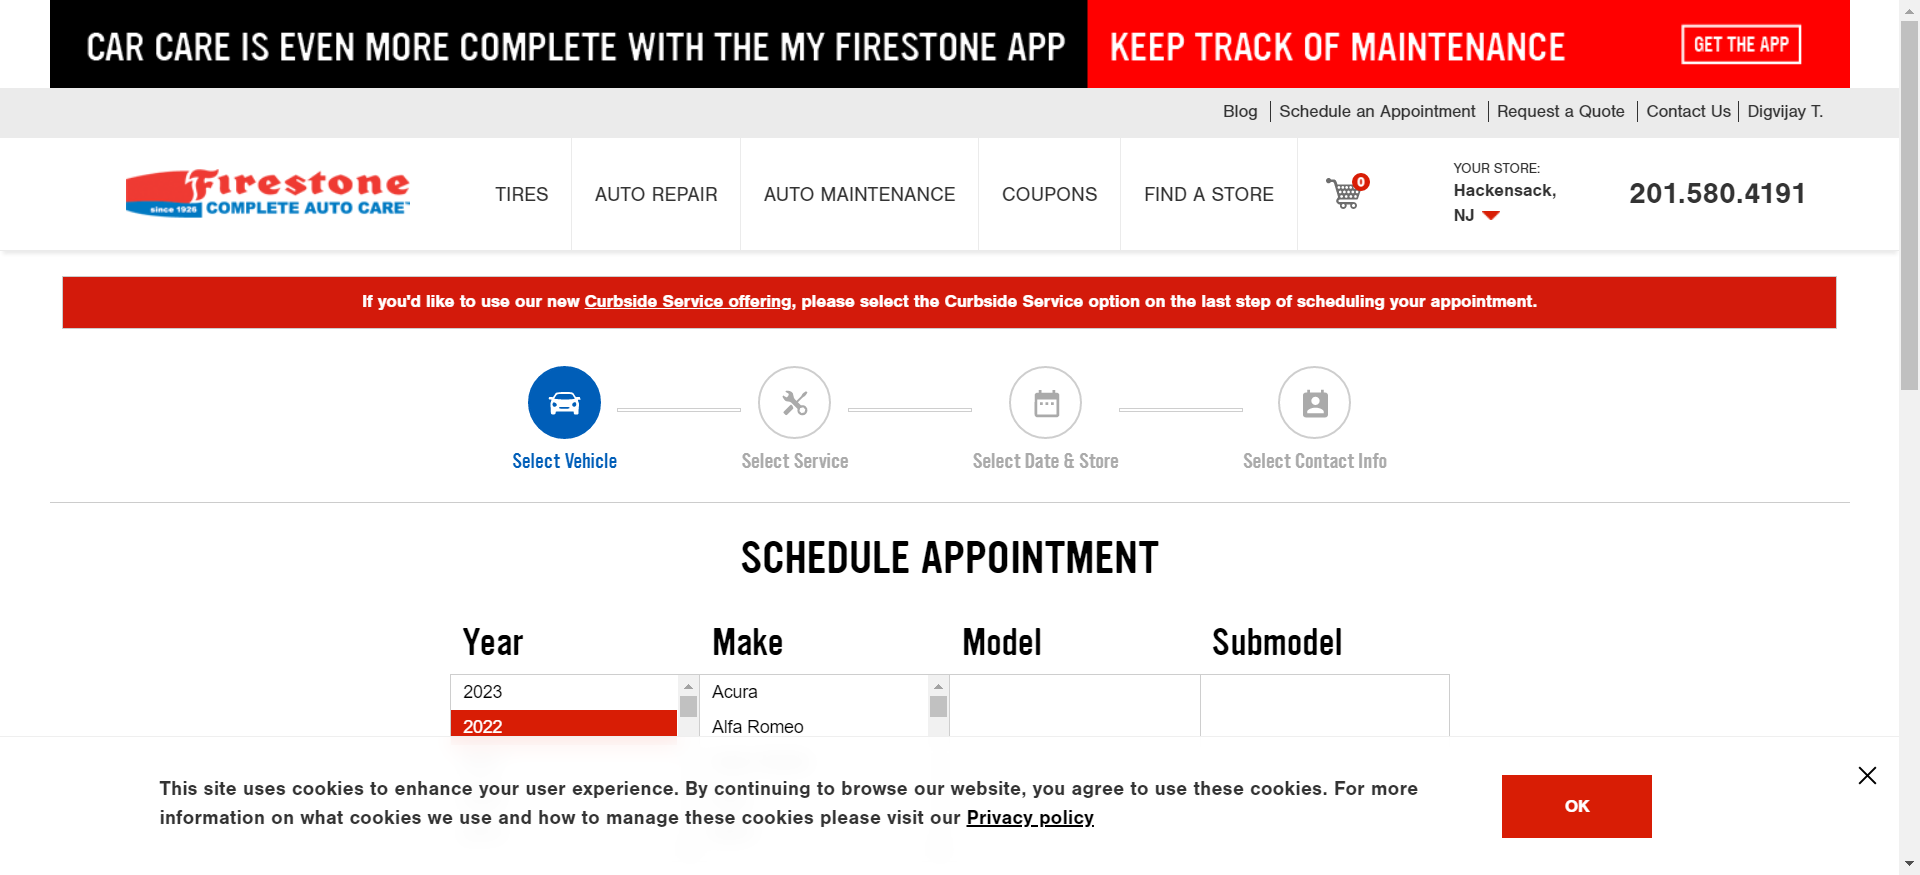 CAR CARE IS EVEN MORE COMPLETE WITH THE MY FIRESTONE APP
KEEP TRACK OF MAINTENANCE
GET THE APP
Blog
Schedule an Appointment
Request a Quote
Contact Us
Digvijay T.
Firestone
since 1926
COMPLETE AUTO CARE™
TIRES
AUTO REPAIR
AUTO MAINTENANCE
COUPONS
FIND A STORE
0
YOUR STORE:
Hackensack,
NJ
201.580.4191
If you'd like to use our new Curbside Service offering, please select the Curbside Service option on the last step of scheduling your appointment.
Select Vehicle
Select Service
Select Date & Store
Select Contact Info
SCHEDULE APPOINTMENT
Year
Make
Model
Submodel
2023
Acura
2022
Alfa Romeo
This site uses cookies to enhance your user experience. By continuing to browse our website, you agree to use these cookies. For more
information on what cookies we use and how to manage these cookies please visit our Privacy policy
OK